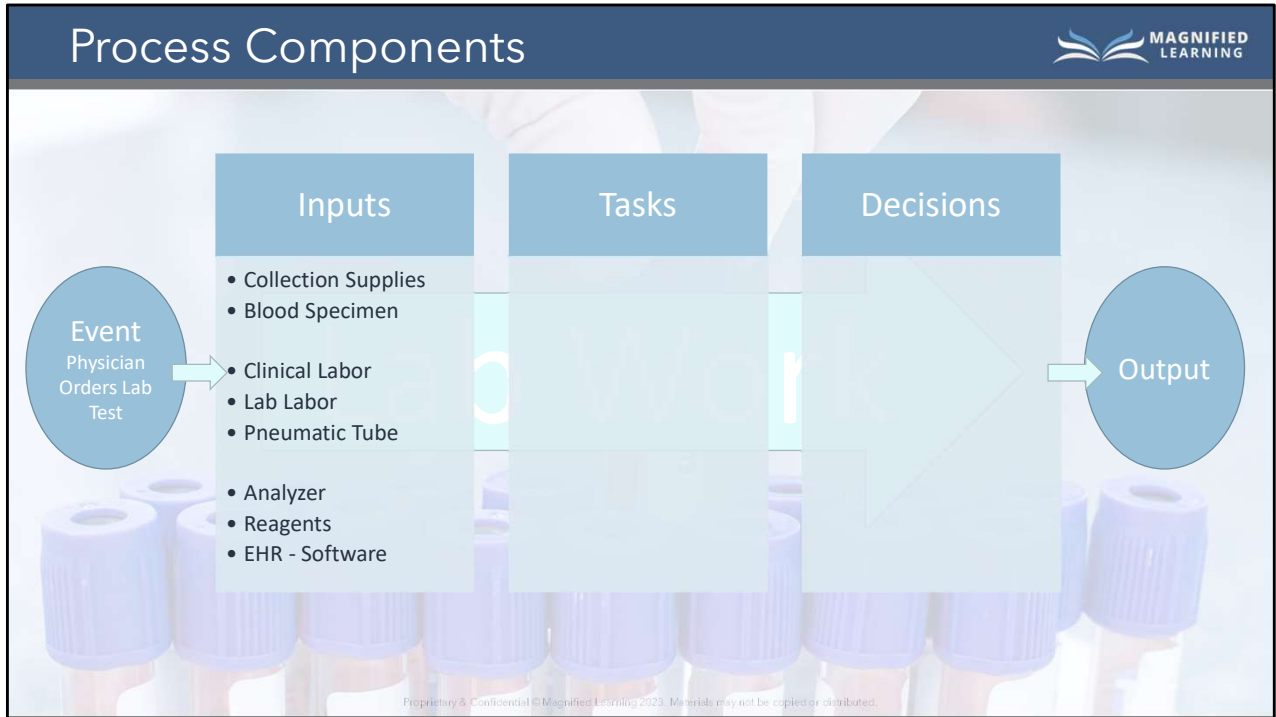 Process Components
MAGNIFIED
LEARNING
Inputs
Tasks
Decisions
Event
Physician
Orders Lab
Test
• Collection Supplies
• Blood Specimen
• Clinical Labor
• Lab Labor
• Pneumatic Tube
• Analyzer
• Reagents
• EHR - Software
Lab Work
Output
Proprietary & Confidential © Magnified Learning 2023. Materials may not be copied or distributed.